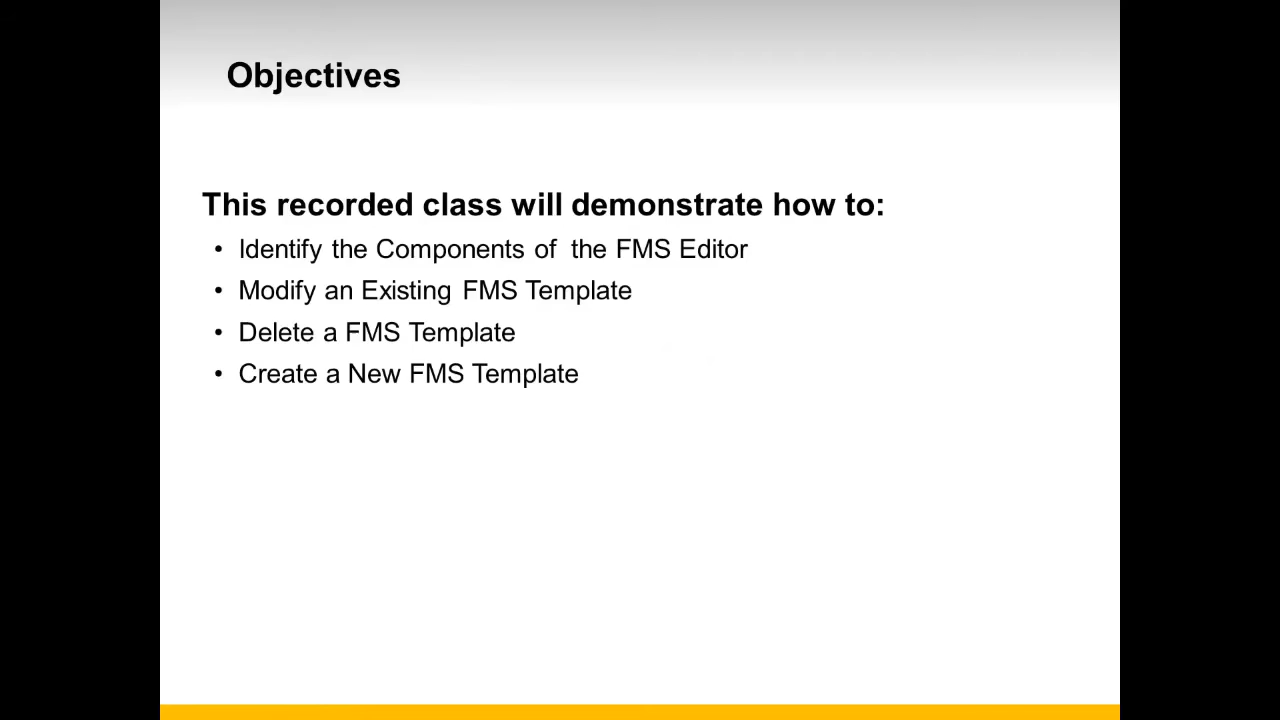 Objectives
This recorded class will demonstrate how to:
• Identify the Components of the FMS Editor
• Modify an Existing FMS Template
• Delete a FMS Template
• Create a New FMS Template